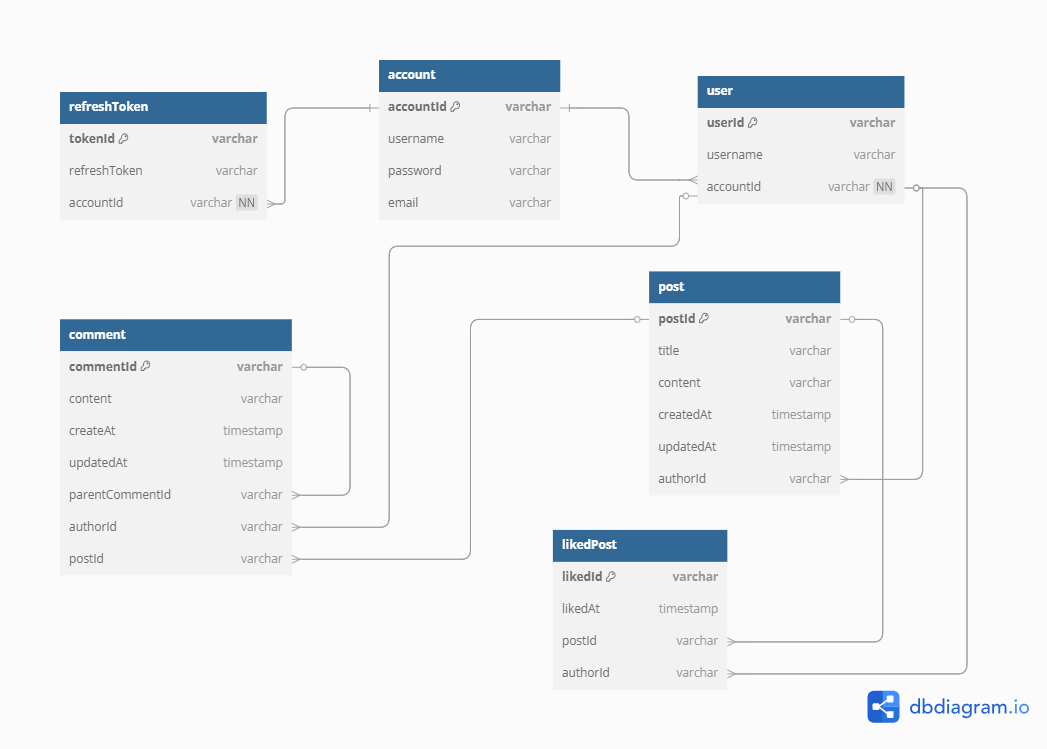 refreshToken
tokenId varchar
refreshToken varchar
accountId varchar NN
account
accountId varchar
username varchar
password varchar
email varchar
user
userId varchar
username varchar
accountId varchar NN
comment
commentId varchar
content varchar
createAt timestamp
updatedAt timestamp
parentCommentId varchar
authorId varchar
postId varchar
post
postId varchar
title varchar
content varchar
createdAt timestamp
updatedAt timestamp
authorId varchar
likedPost
likedId varchar
likedAt timestamp
postId varchar
authorId varchar
dbdiagram.io